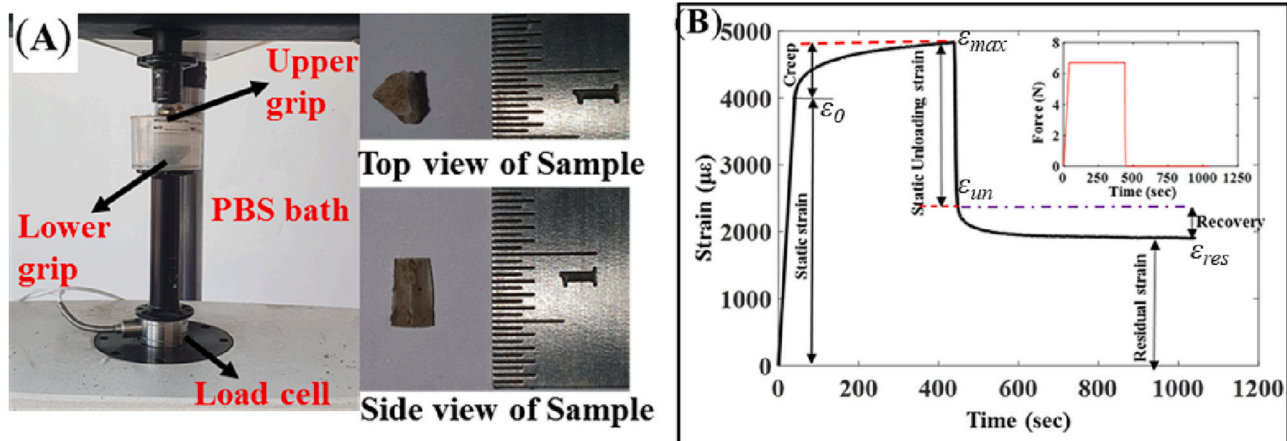 (A)
Upper
grip
Lower
grip
PBS bath
Load cell
1
Top view of Sample
1
Side view of Sample
(B)
Strain (με)
5000
4000
3000
2000
1000
0
0
200
400
600
800
1000
1200
Time (sec)
Creep
Static strain
Static Unloading strain
Recovery
Residual strain
εmax
ε0
εun
εres
Force (N)
8
6
4
2
0
0
250
500
750
1000
1250
Time (sec)